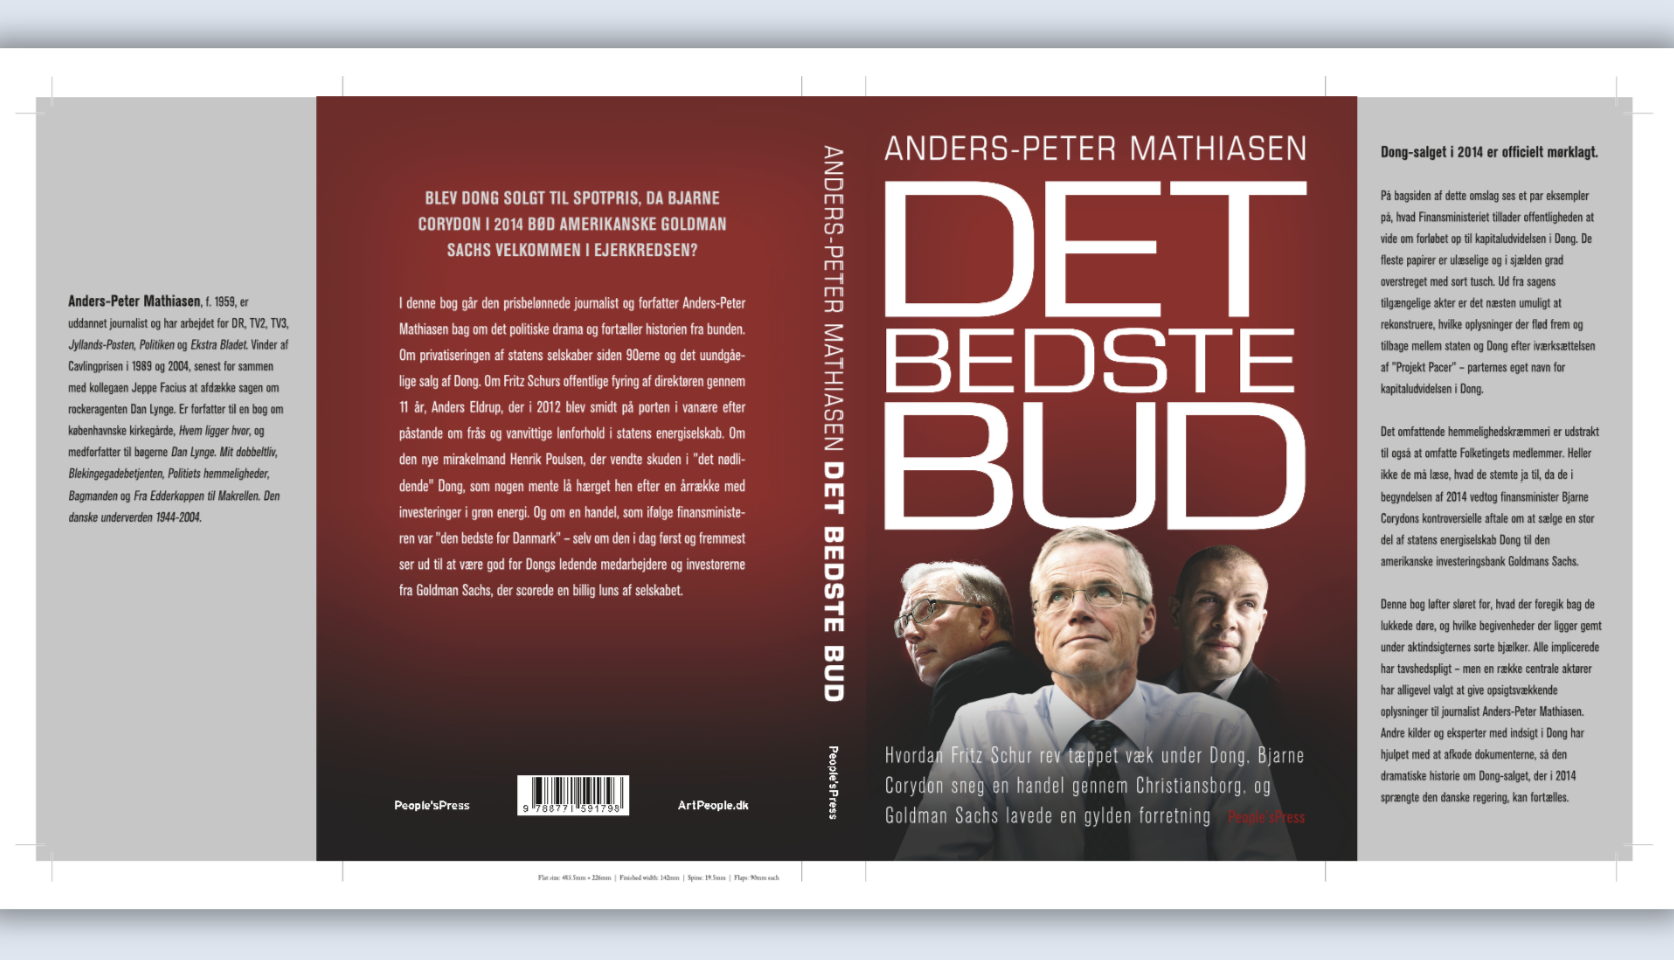 Anders-Peter Mathiasen, f. 1959, er
uddannet journalist og har arbejdet for DR, TV2, TV3,
Jyllands-Posten, Politiken og Ekstra Bladet. Vinder af
Cavlingprisen i 1989 og 2004, senest for sammen
med kollegaen Jeppe Facius at afdække sagen om
rockeragenten Dan Lynge. Er forfatter til en bog om
københavnske kirkegårde, Hvem ligger hvor, og
medforfatter til bøgerne Dan Lynge. Mit dobbeltliv,
Blekingegadebetjenten, Politiets hemmeligheder,
Bagmanden og Fra Edderkoppen til Makrellen. Den
danske underverden 1944-2004.
BLEV DONG SOLGT TIL SPOTPRIS, DA BJARNE
CORYDON I 2014 BØD AMERIKANSKE GOLDMAN
SACHS VELKOMMEN I EJERKREDSEN?
I denne bog går den prisbelønnede journalist og forfatter Anders-Peter
Mathiasen bag om det politiske drama og fortæller historien fra bunden.
Om privatiseringen af statens selskaber siden 90erne og det uundgåe-
lige salg af Dong. Om Fritz Schurs offentlige fyring af direktøren gennem
11 år, Anders Eldrup, der i 2012 blev smidt på porten i vanære efter
påstande om frås og vanvittige lønforhold i statens energiselskab. Om
den nye mirakelmand Henrik Poulsen, der vendte skuden i "det nødli-
dende" Dong, som nogen mente lå hærget hen efter en årrække med
investeringer i grøn energi. Og om en handel, som ifølge finansministe-
ren var "den bedste for Danmark" – selv om den i dag først og fremmest
ser ud til at være god for Dongs ledende medarbejdere og investorerne
fra Goldman Sachs, der scorede en billig luns af selskabet.
People'sPress
9 788771 591798
ArtPeople.dk
ANDERS-PETER MATHIASEN DET BEDSTE BUD
People'sPress
ANDERS-PETER MATHIASEN
DET
BEDSTE
BUD
Hvordan Fritz Schur rev tæppet væk under Dong, Bjarne
Corydon sneg en handel gennem Christiansborg, og
Goldman Sachs lavede en gylden forretning People'sPress
Dong-salget i 2014 er officielt mørklagt.
På bagsiden af dette omslag ses et par eksempler
på, hvad Finansministeriet tillader offentligheden at
vide om forløbet op til kapitaludvidelsen i Dong. De
fleste papirer er ulæselige og i sjælden grad
overstreget med sort tusch. Ud fra sagens
tilgængelige akter er det næsten umuligt at
rekonstruere, hvilke oplysninger der flød frem og
tilbage mellem staten og Dong efter iværksættelsen
af "Projekt Pacer" – parternes eget navn for
kapitaludvidelsen i Dong.
Det omfattende hemmelighedskræmmeri er udstrakt
til også at omfatte Folketingets medlemmer. Heller
ikke de må læse, hvad de stemte ja til, da de i
begyndelsen af 2014 vedtog finansminister Bjarne
Corydons kontroversielle aftale om at sælge en stor
del af statens energiselskab Dong til den
amerikanske investeringsbank Goldmans Sachs.
Denne bog løfter sløret for, hvad der foregik bag de
lukkede døre, og hvilke begivenheder der ligger gemt
under aktindsigternes sorte bjælker. Alle implicerede
har tavshedspligt – men en række centrale aktører
har alligevel valgt at give opsigtsvækkende
oplysninger til journalist Anders-Peter Mathiasen.
Andre kilder og eksperter med indsigt i Dong har
hjulpet med at afkode dokumenterne, så den
dramatiske historie om Dong-salget, der i 2014
sprængte den danske regering, kan fortælles.
Flat size: 483.5mm × 226mm | Finished width: 142mm | Spine: 19.5mm | Flaps: 90mm each